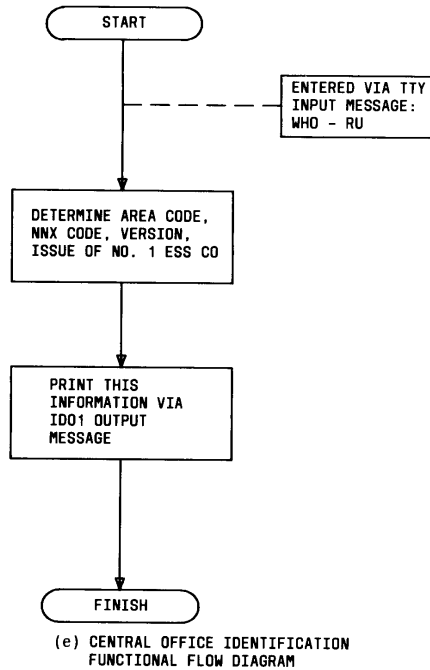 START
ENTERED VIA TTY
INPUT MESSAGE:
WHO - RU
DETERMINE AREA CODE,
NNX CODE, VERSION,
ISSUE OF NO. 1 ESS CO
PRINT THIS
INFORMATION VIA
ID01 OUTPUT
MESSAGE
FINISH
(e) CENTRAL OFFICE IDENTIFICATION
FUNCTIONAL FLOW DIAGRAM